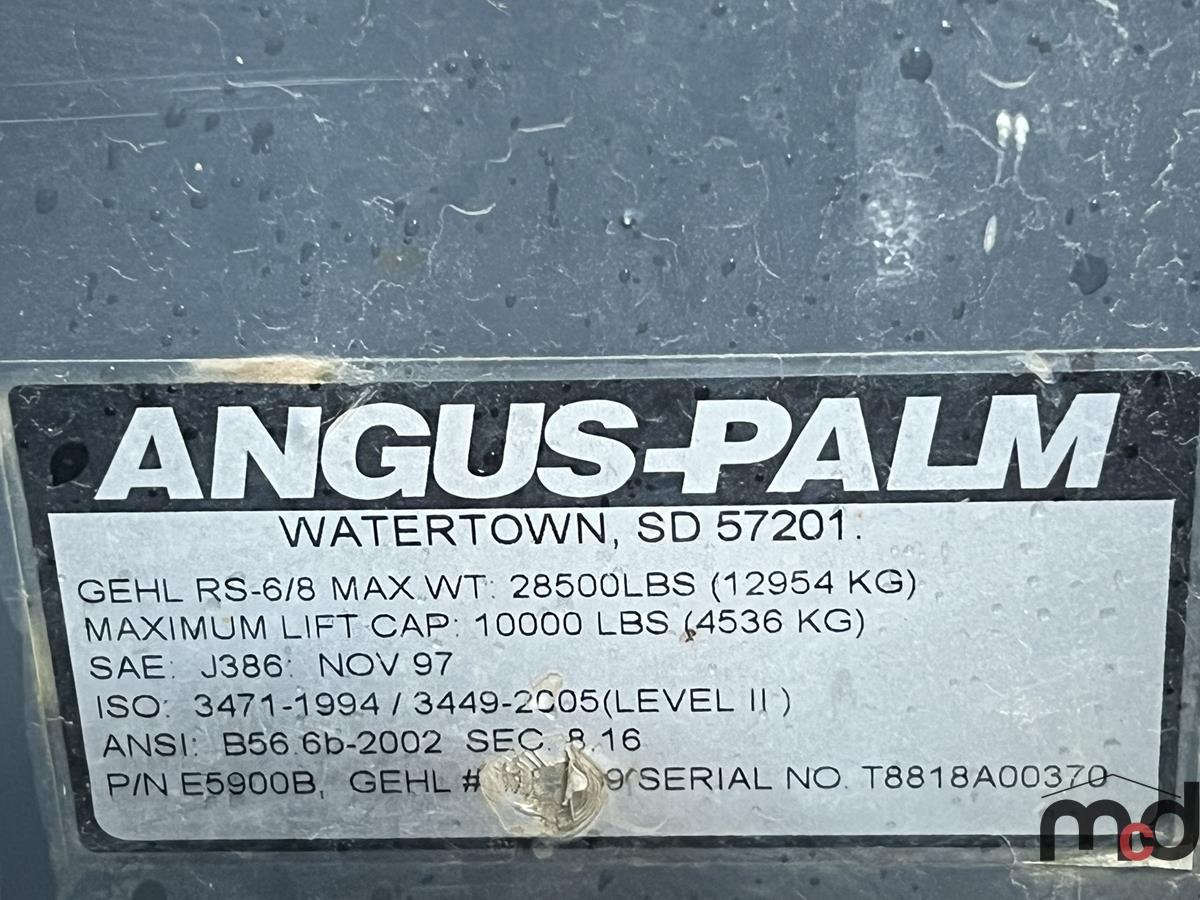 ANGUS-PALM
WATERTOWN, SD 57201.
GEHL RS-6/8 MAX WT: 28500LBS (12954 KG)
MAXIMUM LIFT CAP: 10000 LBS (4536 KG)
SAE: J386: NOV 97
ISO: 3471-1994 / 3449-2005(LEVEL II)
ANSI: B56.6b-2002 SEC. 8.16
P/N E5900B, GEHL # SERIAL NO. T8818A00370
mcd